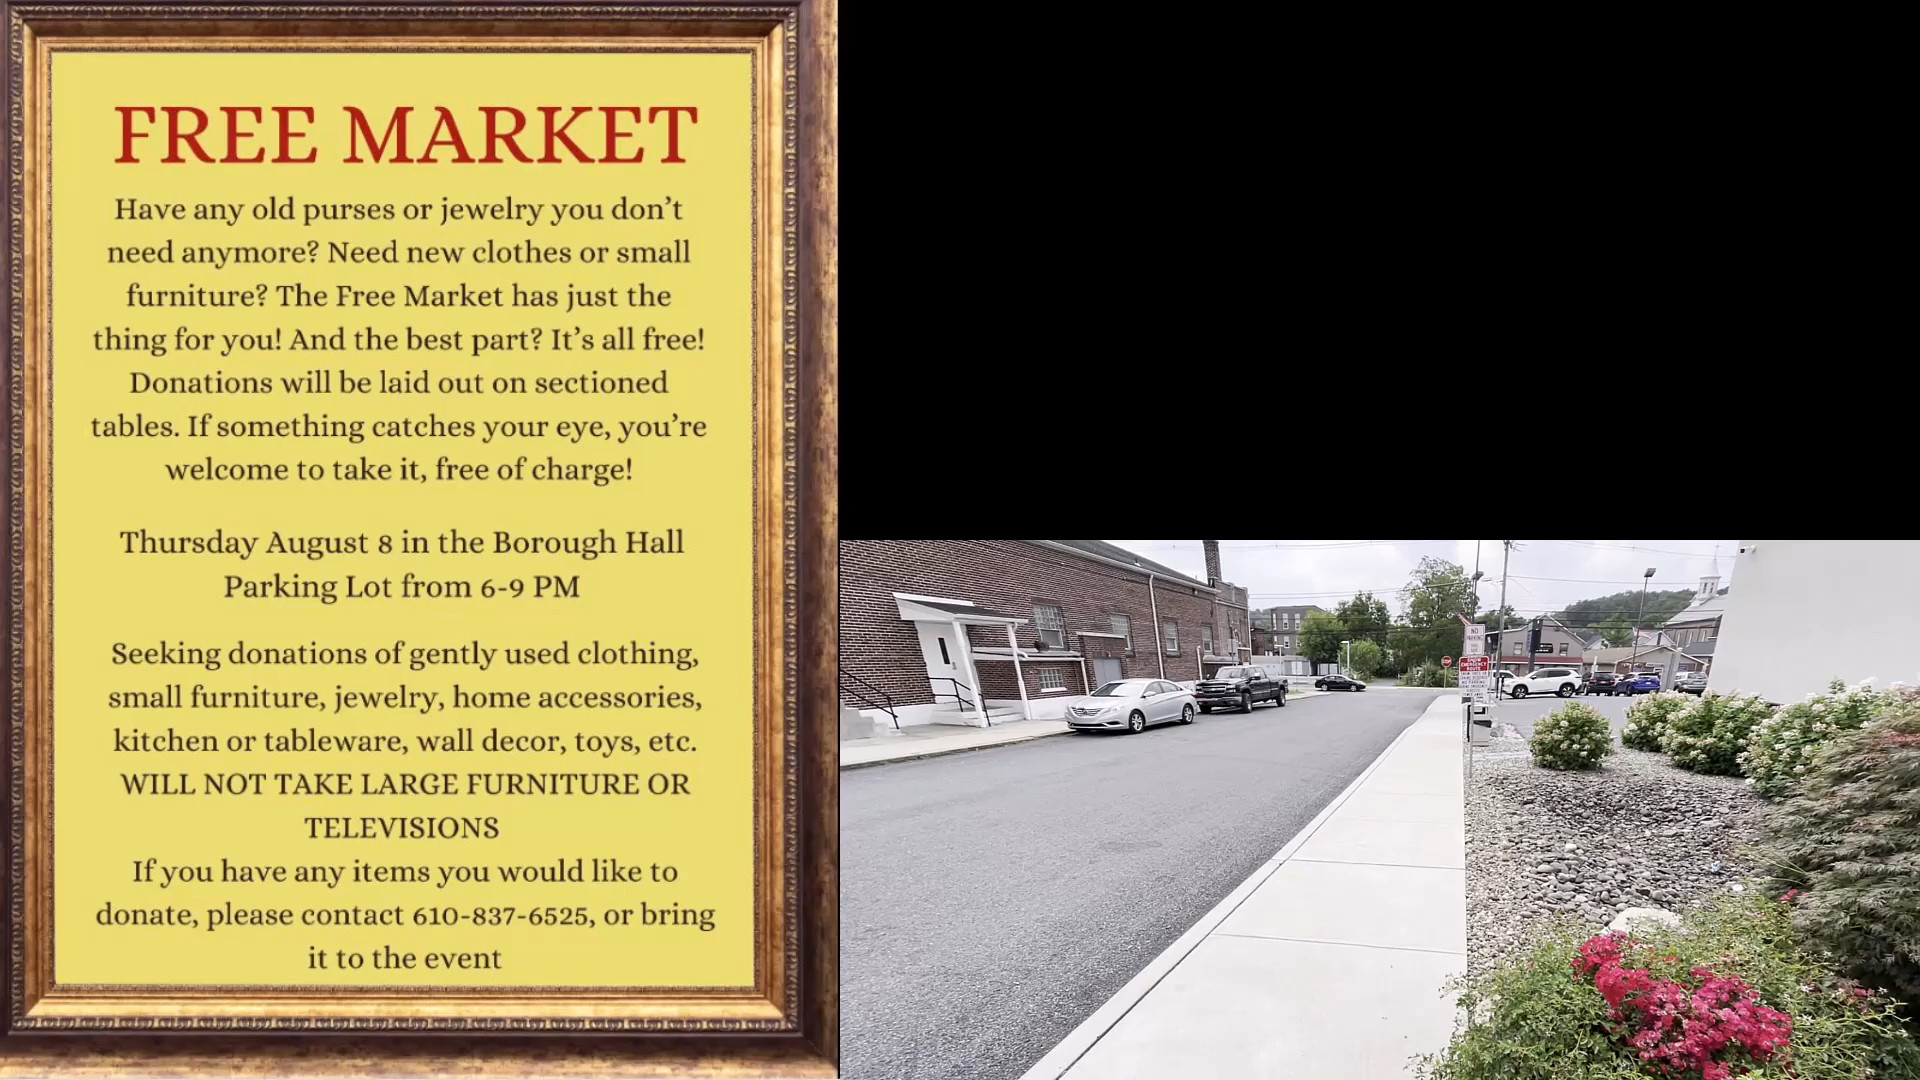 FREE MARKET
Have any old purses or jewelry you don't
need anymore? Need new clothes or small
furniture? The Free Market has just the
thing for you! And the best part? It's all free!
Donations will be laid out on sectioned
tables. If something catches your eye, you're
welcome to take it, free of charge!
Thursday August 8 in the Borough Hall
Parking Lot from 6-9 PM
Seeking donations of gently used clothing,
small furniture, jewelry, home accessories,
kitchen or tableware, wall decor, toys, etc.
WILL NOT TAKE LARGE FURNITURE OR
TELEVISIONS
If you have any items you would like to
donate, please contact 610-837-6525, or bring
it to the event
STOP
NO
PARKING
SNOW
EMERGENCY
ROUTE